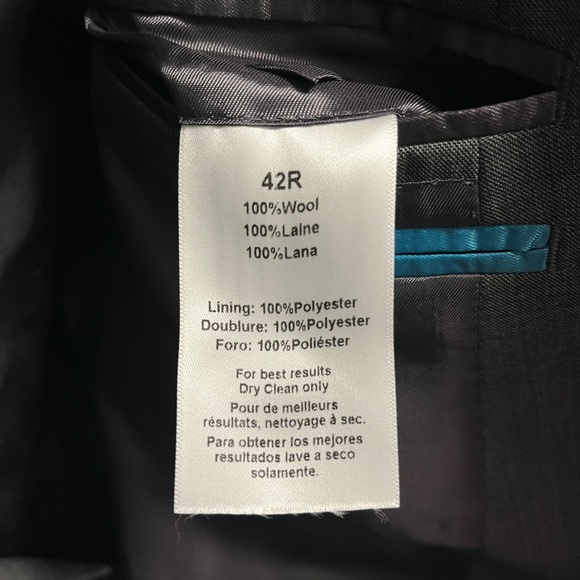 42R
100%Wool
100%Laine
100%Lana
Lining: 100%Polyester
Doublure: 100%Polyester
Foro: 100%Poliéster
For best results
Dry Clean only
Pour de meilleurs
résultats, nettoyage à sec.
Para obtener los mejores
resultados lave a seco
solamente.